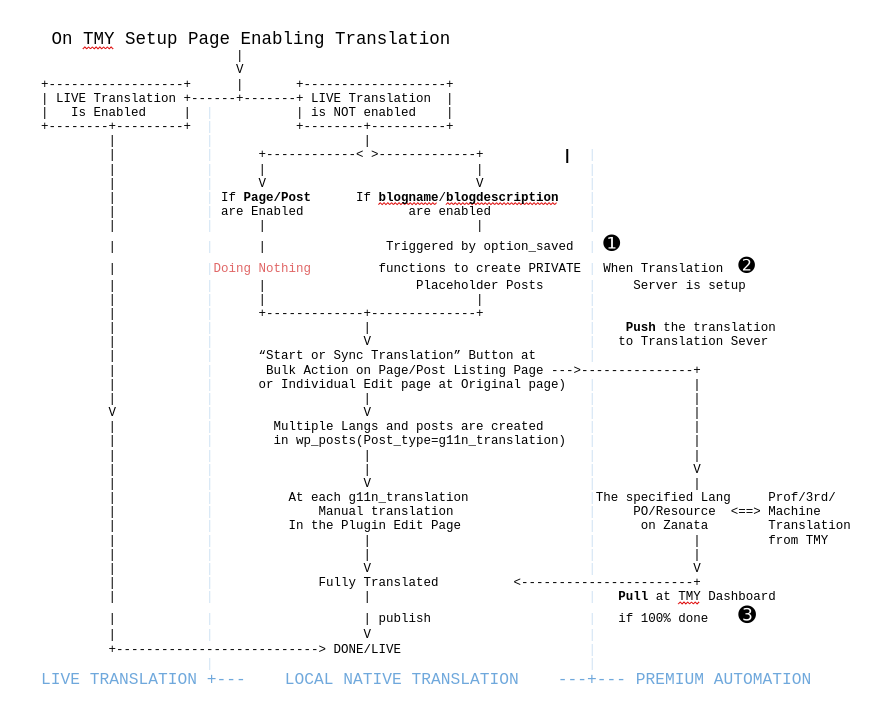 On TMY Setup Page Enabling Translation
|
V
+------------------+      |       +-------------------+
| LIVE Translation +------+-------+ LIVE Translation  |
|   Is Enabled     |              | is NOT enabled    |
+--------+---------+              +--------+----------+
|                                 |
|                   +------------< >-------------+           |
|                   |                            |
|                   V                            V
|              If Page/Post      If blogname/blogdescription
|              are Enabled              are enabled
|                   |                            |
|                   |                Triggered by option_saved    ➊
|             Doing Nothing         functions to create PRIVATE   When Translation  ➋
|                   |                    Placeholder Posts            Server is setup
|                   |                            |
|                   +-------------+--------------+
|                                 |                                  Push the translation
|                                 V                                 to Translation Sever
|                   “Start or Sync Translation” Button at
|                    Bulk Action on Page/Post Listing Page --->---------------+
|                   or Individual Edit page at Original page)                 |
|                                 |                                           |
V                                 V                                           |
|                     Multiple Langs and posts are created                    |
|                     in wp_posts(Post_type=g11n_translation)                 |
|                                 |                                           |
|                                 |                                           V
|                                 V                                           |
|                       At each g11n_translation                 The specified Lang     Prof/3rd/
|                           Manual translation                        PO/Resource  <==> Machine
|                       In the Plugin Edit Page                        on Zanata        Translation
|                                 |                                           |         from TMY
|                                 |                                           |
|                                 V                                           V
|                           Fully Translated          <-----------------------+
|                                 |                                 Pull at TMY Dashboard
|                                 | publish                         if 100% done    ➌
|                                 V
+---------------------------> DONE/LIVE
LIVE TRANSLATION +---    LOCAL NATIVE TRANSLATION    ---+--- PREMIUM AUTOMATION